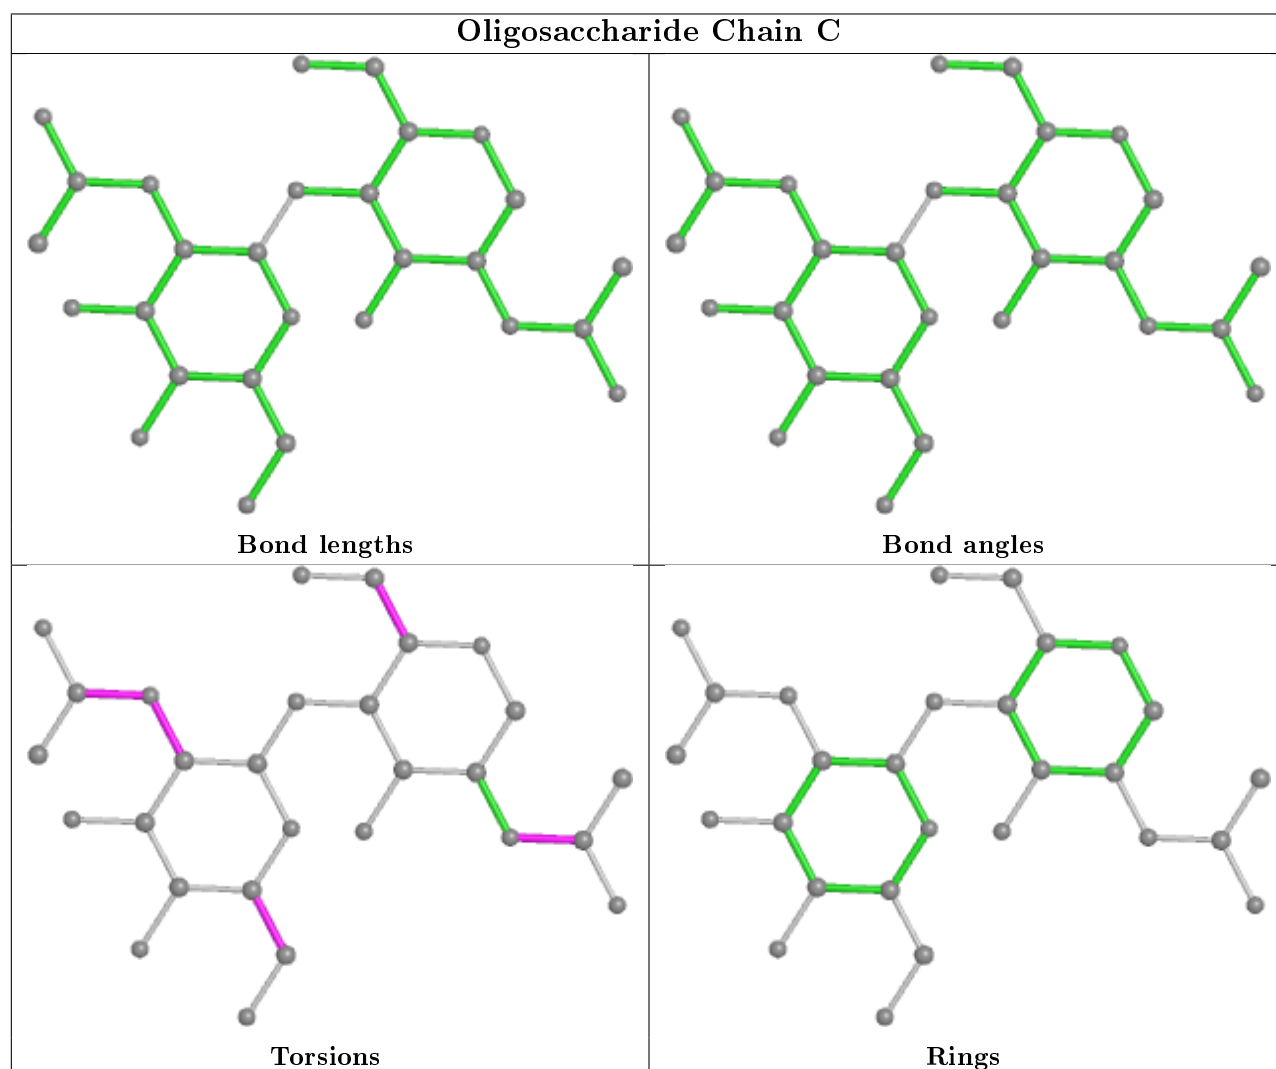 Oligosaccharide Chain C
Bond lengths
Bond angles
Torsions
Rings